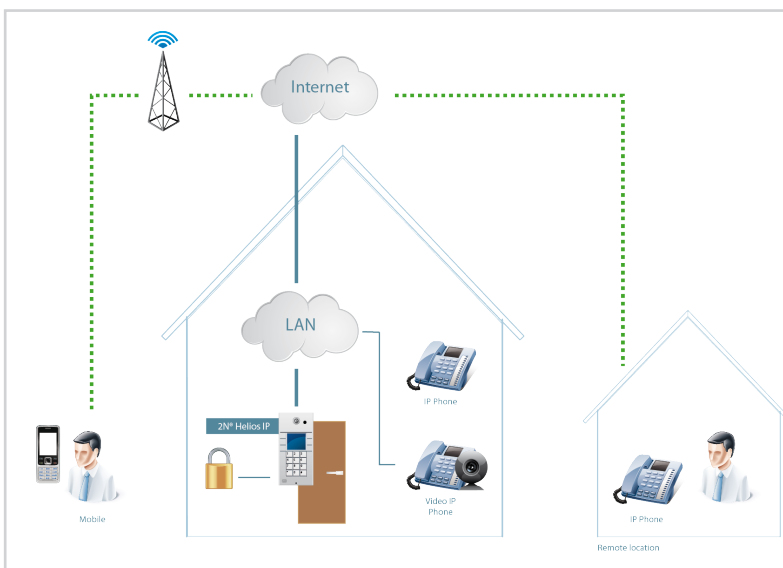 Internet
LAN
IP Phone
2N® Helios IP
Video IP
Phone
Mobile
IP Phone
Remote location